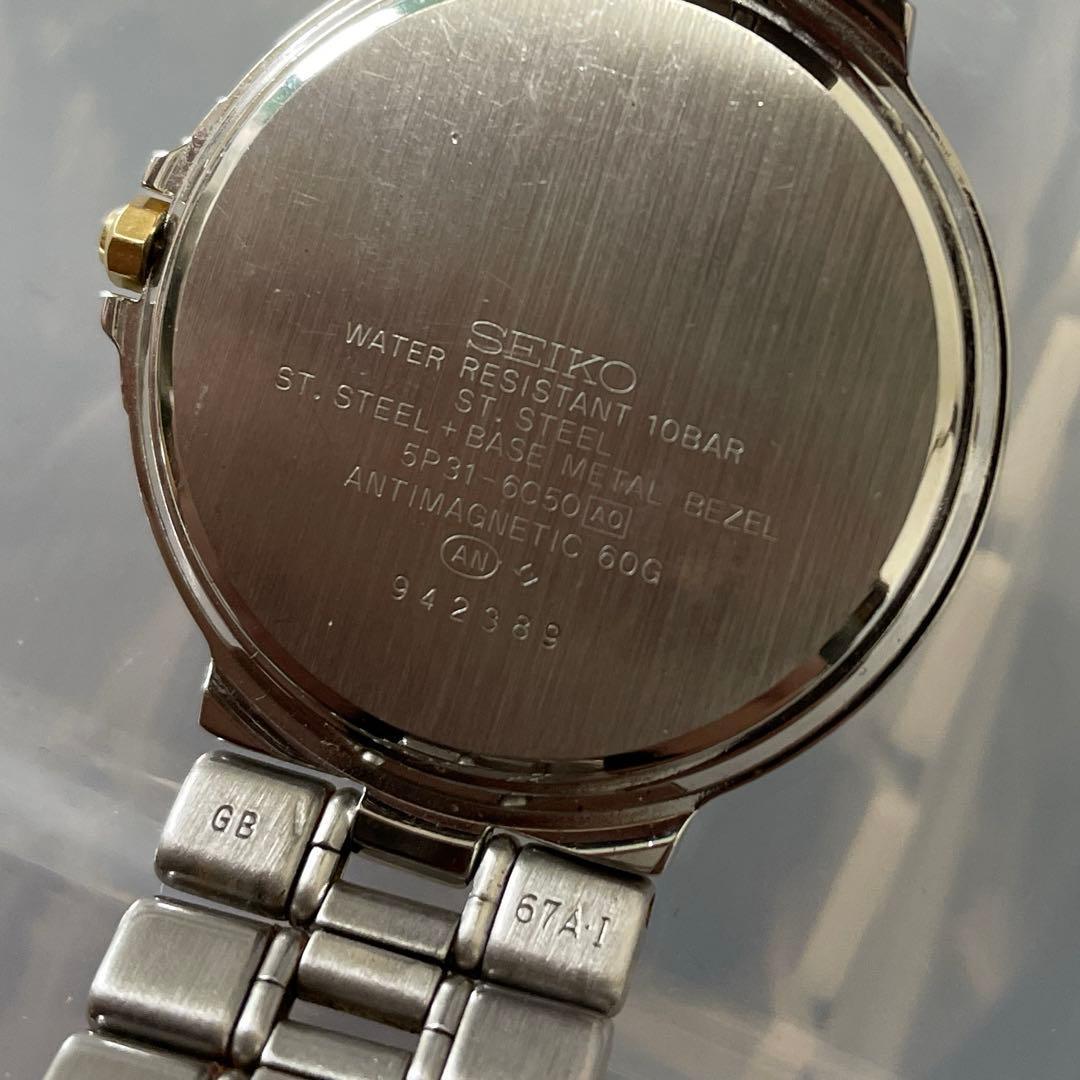 SEIKO
WATER RESISTANT 10BAR
ST. STEEL
ST. STEEL + BASE METAL BEZEL
5P31-6C50 A0
ANTIMAGNETIC 60G
AN
942389
GB
67A·I